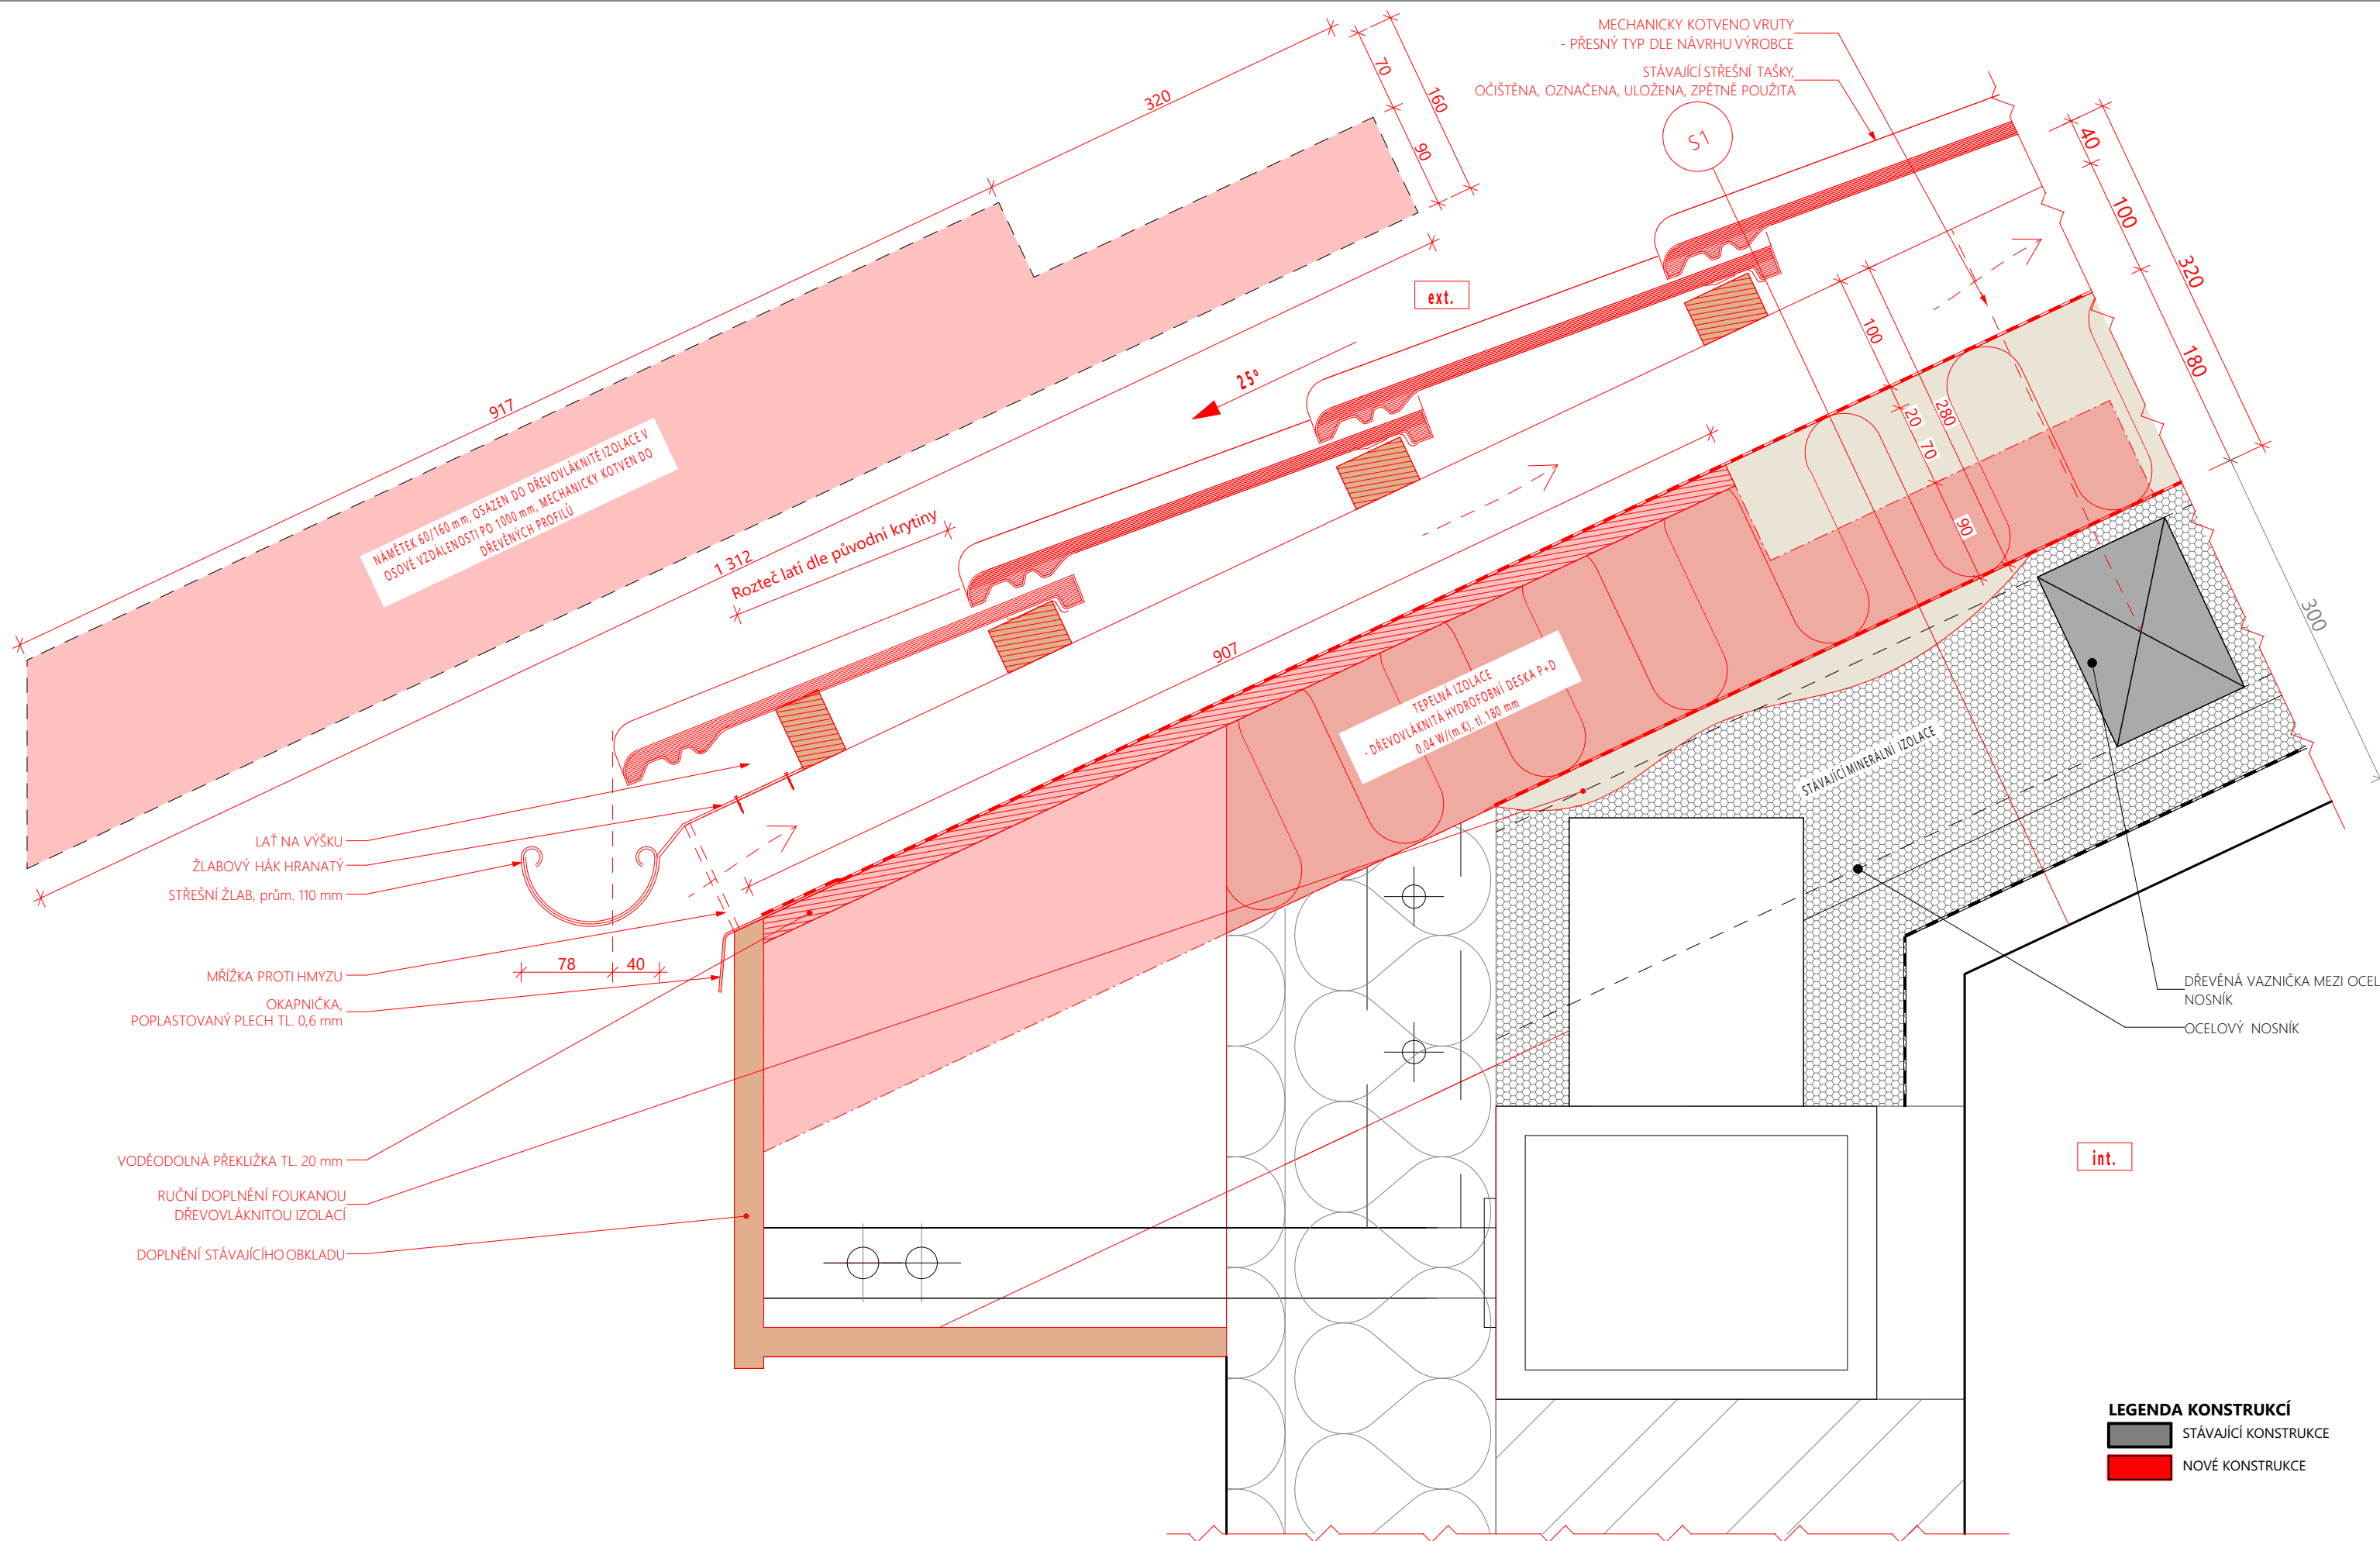 MECHANICKY KOTVENO VRUTY
- PŘESNÝ TYP DLE NÁVRHU VÝROBCE
STÁVAJÍCÍ STŘEŠNÍ TAŠKY,
OČIŠTĚNA, OZNAČENA, ULOŽENA, ZPĚTNĚ POUŽITA
S1
320
70
160
90
40
100
320
180
300
ext.
25°
917
NÁMĚTEK 60/160 mm, OSAZEN DO DŘEVOVLÁKNITÉ IZOLACE V
OSOVÉ VZDÁLENOSTI PO 1000 mm, MECHANICKY KOTVEN DO
DŘEVĚNÝCH PROFILŮ
1 312
Rozteč latí dle původní krytiny
907
100
20
280
70
90
TEPELNÁ IZOLACE
- DŘEVOVLÁKNITÁ HYDROFOBNÍ DESKA P+D
0,04 W/(m.K), tl. 180 mm
STÁVAJÍCÍ MINERÁLNÍ IZOLACE
LAŤ NA VÝŠKU
ŽLABOVÝ HÁK HRANATÝ
STŘEŠNÍ ŽLAB, prům. 110 mm
78
40
MŘÍŽKA PROTI HMYZU
OKAPNIČKA,
POPLASTOVANÝ PLECH TL. 0,6 mm
VODĚODOLNÁ PŘEKLIŽKA TL. 20 mm
RUČNÍ DOPLNĚNÍ FOUKANOU
DŘEVOVLÁKNITOU IZOLACÍ
DOPLNĚNÍ STÁVAJÍCÍHO OBKLADU
DŘEVĚNÁ VAZNIČKA MEZI OCEL
NOSNÍK
OCELOVÝ NOSNÍK
int.
LEGENDA KONSTRUKCÍ
STÁVAJÍCÍ KONSTRUKCE
NOVÉ KONSTRUKCE